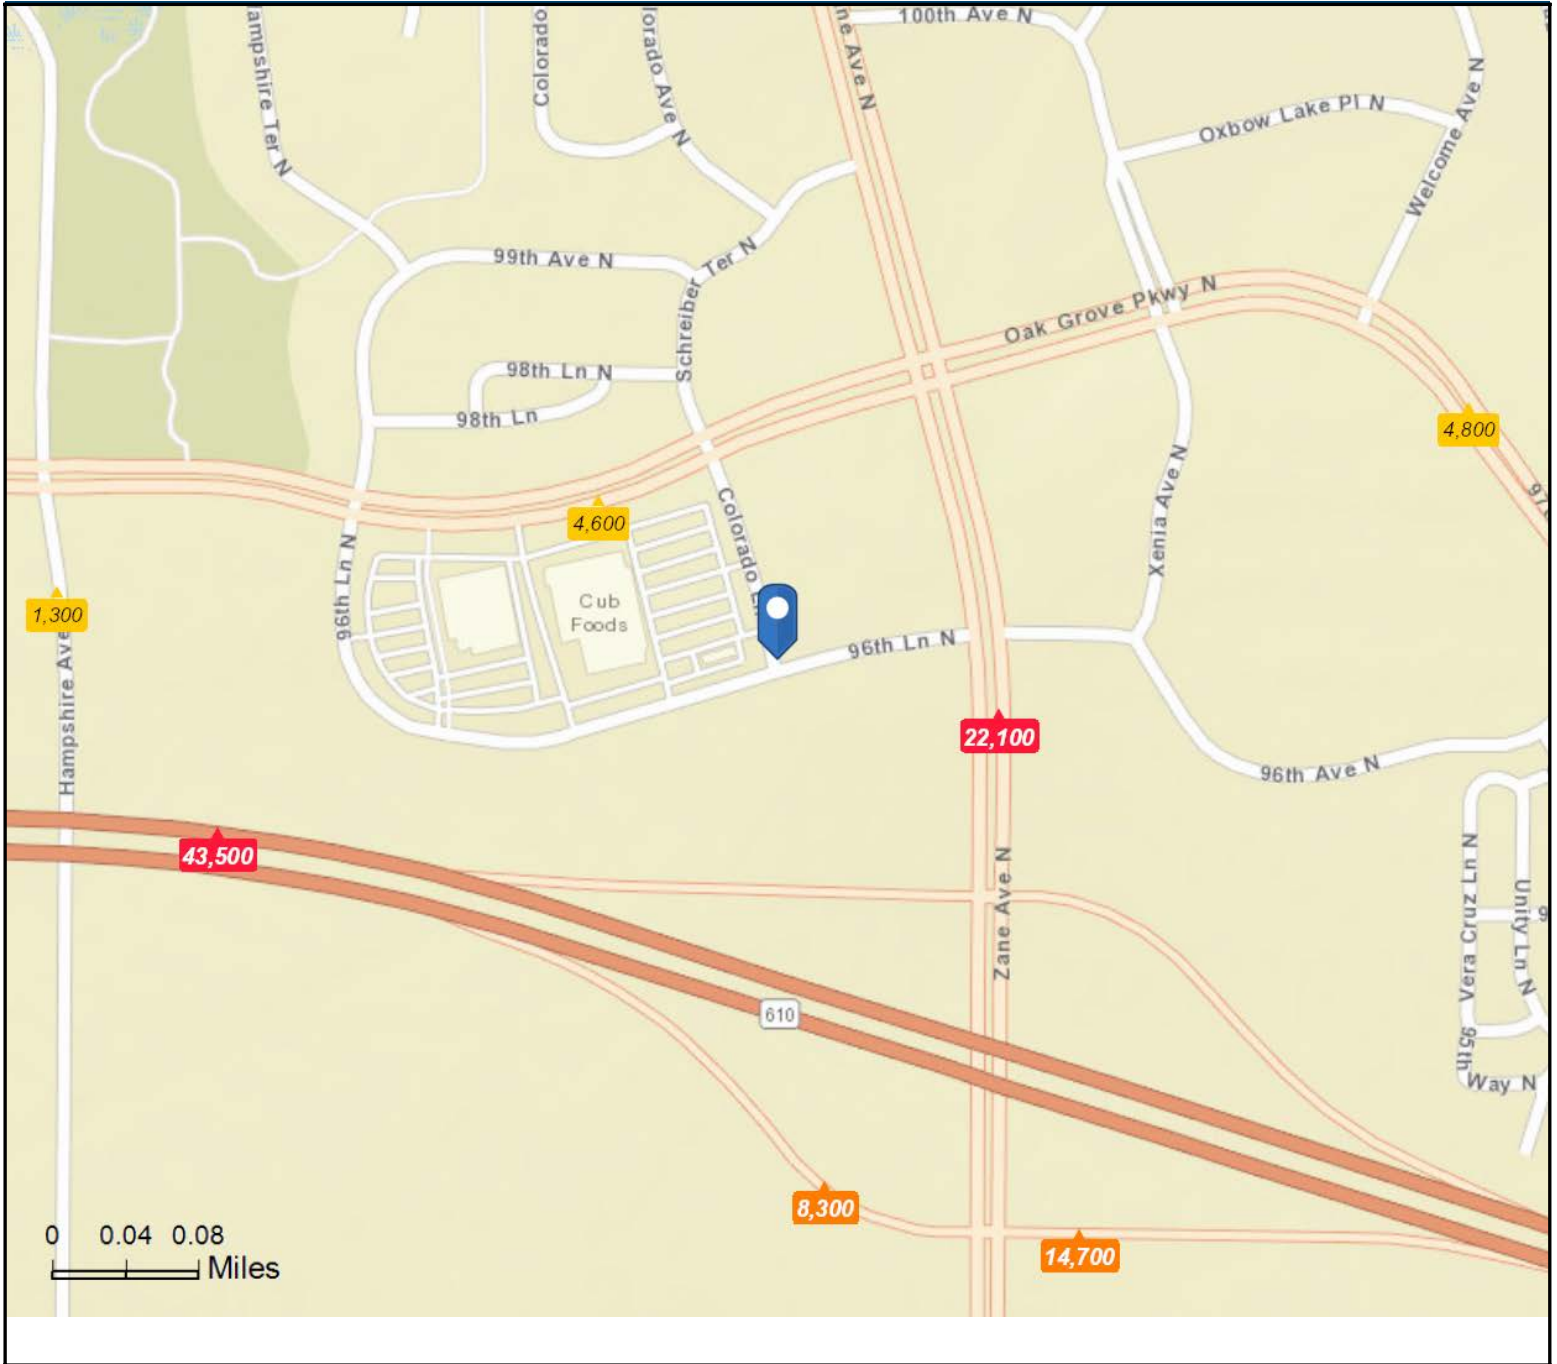 100th Ave N
ampshire Ter N
Colorado
lorado Ave N
ne Ave N
Oxbow Lake Pl N
Welcome Ave N
99th Ave N
Schreiber Ter N
Oak Grove Pkwy N
98th Ln N
98th Ln
4,800
4,600
Colorado
Xenia Ave N
96th Ln N
1,300
Cub
Foods
96th Ln N
Hampshire Ave
22,100
96th Ave N
43,500
Zane Ave N
Vera Cruz Ln N
Unity Ln N
9
610
95th
Way N
8,300
14,700
0 0.04 0.08
Miles